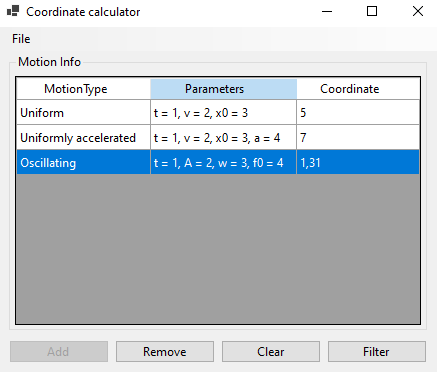 Coordinate calculator
File
Motion Info
MotionType Parameters Coordinate
Uniform t = 1, v = 2, x0 = 3 5
Uniformly accelerated t = 1, v = 2, x0 = 3, a = 4 7
Oscillating t = 1, A = 2, w = 3, f0 = 4 1,31
Add Remove Clear Filter